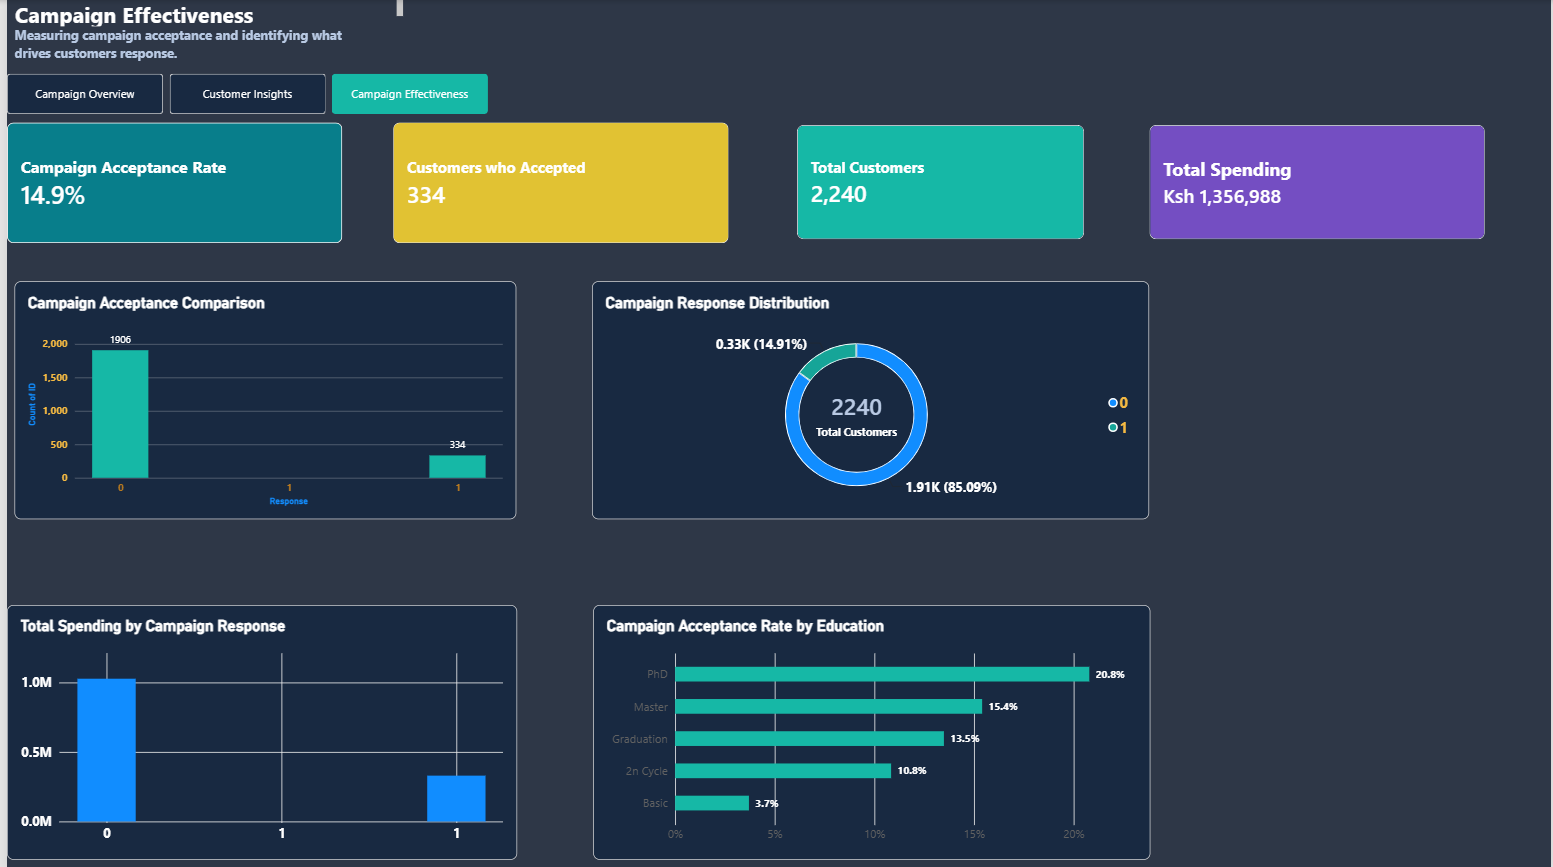 Campaign Effectiveness
Measuring campaign acceptance and identifying what
drives customers response.
Campaign Overview
Customer Insights
Campaign Effectiveness
Campaign Acceptance Rate
14.9%
Customers who Accepted
334
Total Customers
2,240
Total Spending
Ksh 1,356,988
Campaign Acceptance Comparison
1906
2,000
1,500
1,000
500
0
334
Count of ID
0
1
1
Response
Campaign Response Distribution
0.33K (14.91%)
2240
Total Customers
1.91K (85.09%)
0
1
Total Spending by Campaign Response
1.0M
0.5M
0.0M
0
1
1
Campaign Acceptance Rate by Education
PhD
20.8%
Master
15.4%
Graduation
13.5%
2n Cycle
10.8%
Basic
3.7%
0%
5%
10%
15%
20%